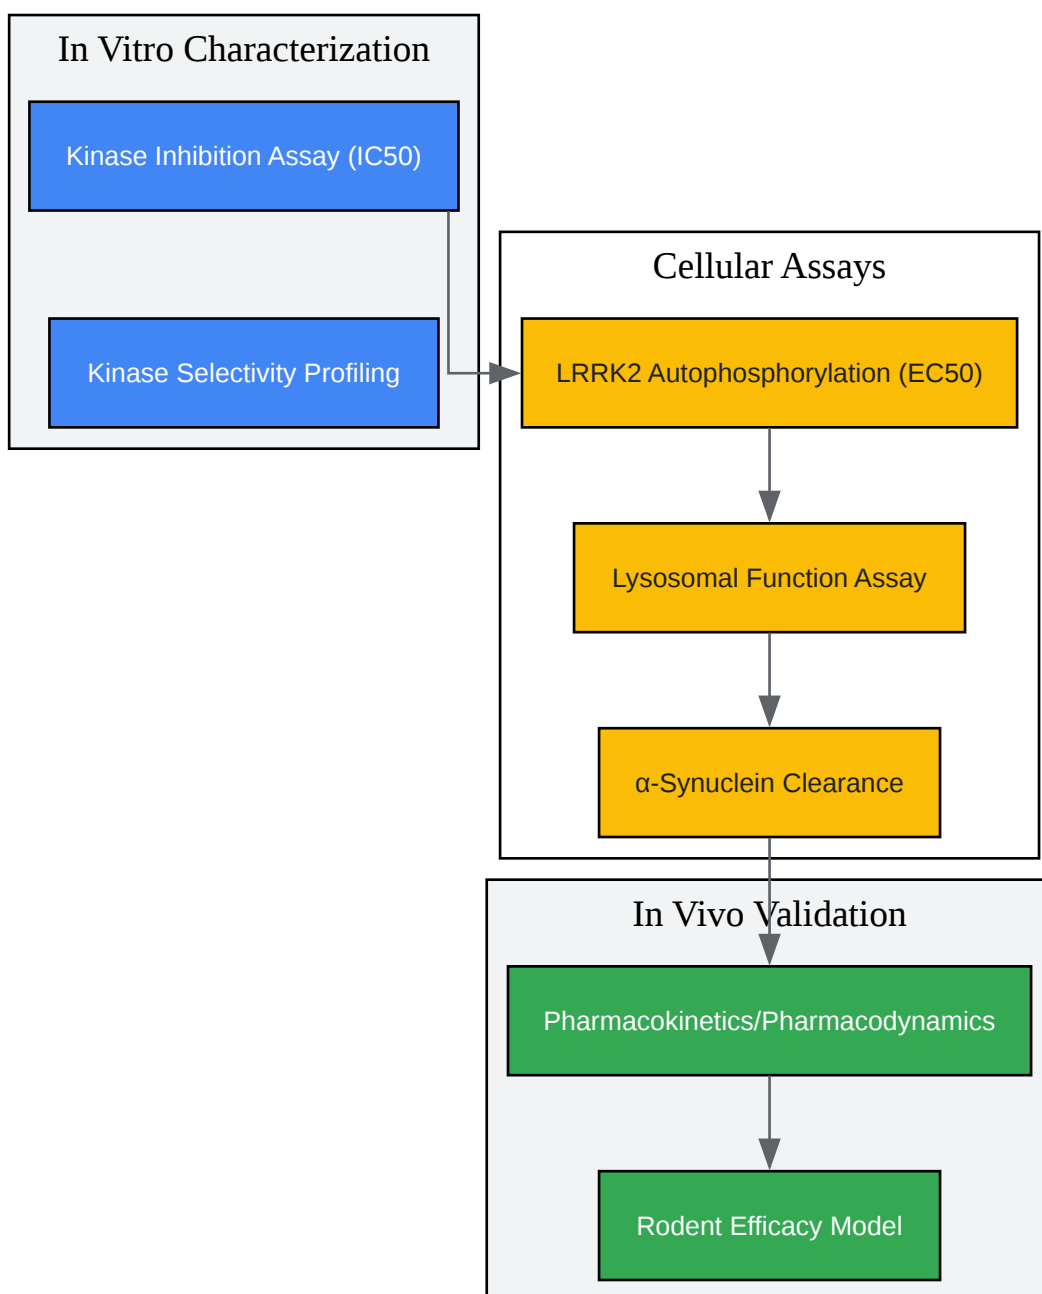 In Vitro Characterization
Kinase Inhibition Assay (IC50)
Kinase Selectivity Profiling
Cellular Assays
LRRK2 Autophosphorylation (EC50)
Lysosomal Function Assay
α-Synuclein Clearance
In Vivo Validation
Pharmacokinetics/Pharmacodynamics
Rodent Efficacy Model